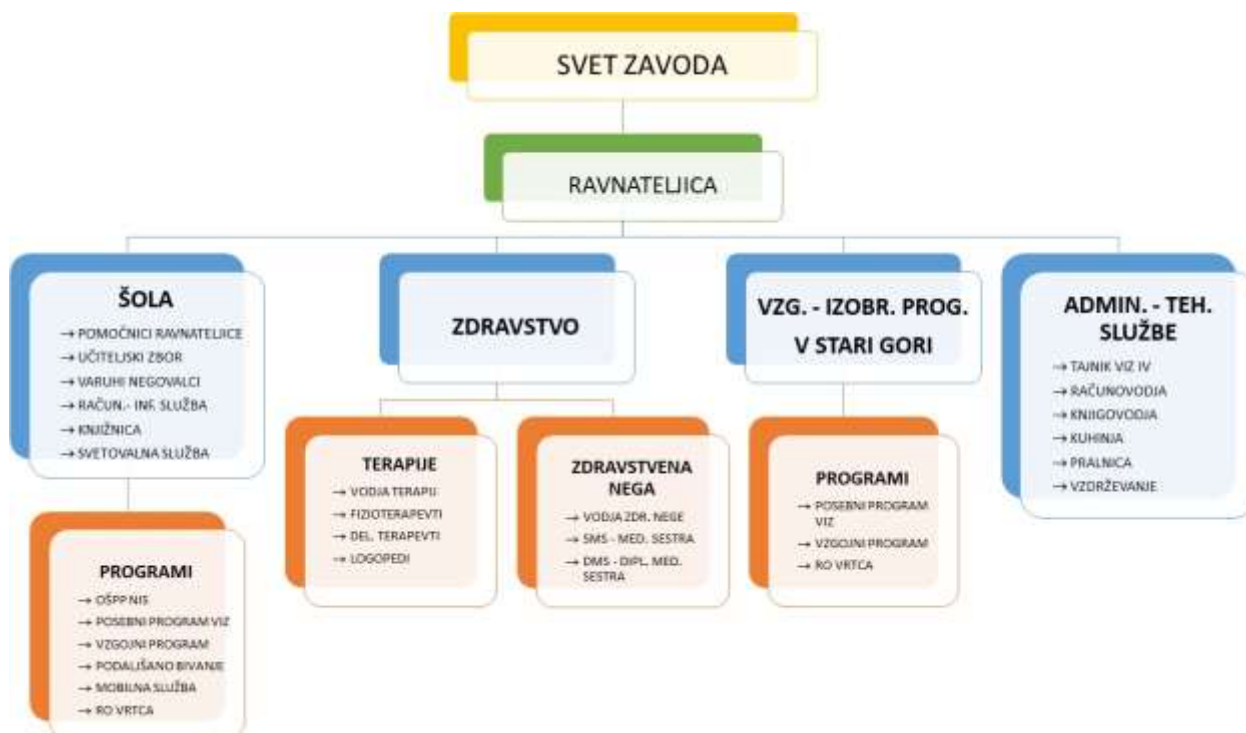 SVET ZAVODA
RAVNATELJICA
ŠOLA
→ POMOČNICI RAVNATELJICE
→ UČITELJSKI ZBOR
→ VARUHI NEGOVALCI
→ RAČUN.- INF. SLUŽBA
→ KNJIŽNICA
→ SVETOVALNA SLUŽBA
PROGRAMI
→ OŠPP NIS
→ POSEBNI PROGRAM VIZ
→ VZGOJNI PROGRAM
→ PODALJŠANO BIVANJE
→ MOBILNA SLUŽBA
→ RO VRTCA
ZDRAVSTVO
TERAPIJE
→ VODJA TERAPIJ
→ FIZIOTERAPEVTI
→ DEL. TERAPEVTI
→ LOGOPEDI
ZDRAVSTVENA
NEGA
→ VODJA ZDR. NEGE
→ SMS - MED. SESTRA
→ DMS - DIPL. MED.
SESTRA
VZG. - IZOBR. PROG.
V STARI GORI
PROGRAMI
→ POSEBNI PROGRAM
VIZ
→ VZGOJNI PROGRAM
→ RO VRTCA
ADMIN. - TEH.
SLUŽBE
→ TAJNIK VIZ IV
→ RAČUNOVODJA
→ KNJIGOVODJA
→ KUHINJA
→ PRALNICA
→ VZDRŽEVANJE